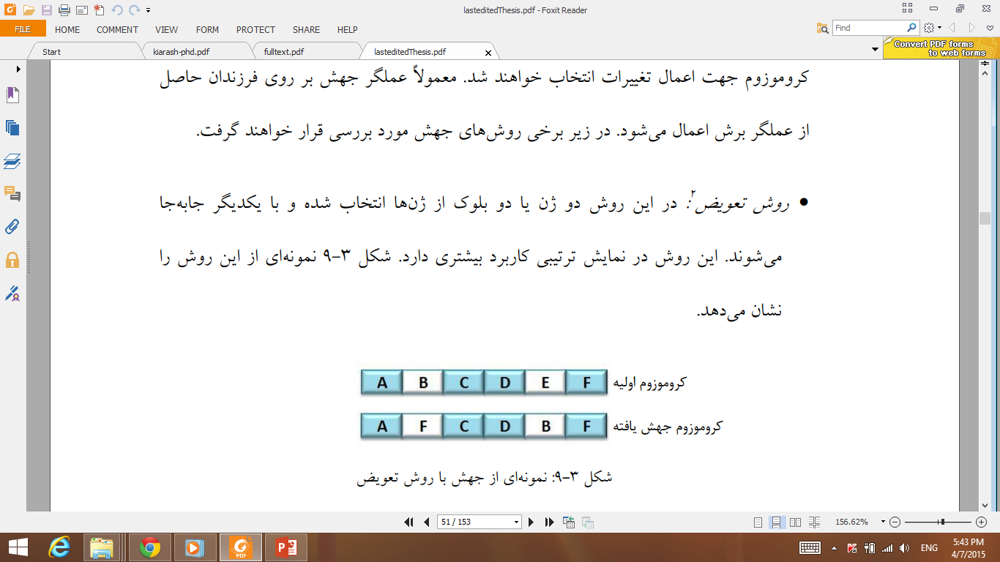 lasteditedThesis.pdf - Foxit Reader
FILE HOME COMMENT VIEW FORM PROTECT SHARE HELP
Find
Start kiarash-phd.pdf fulltext.pdf lasteditedThesis.pdf
Convert PDF forms
to web forms
کروموزوم جهت اعمال تغییرات انتخاب خواهند شد. معمولاً عملگر جهش بر روی فرزندان حاصل
از عملگر برش اعمال می‌شود. در زیر برخی روش‌های جهش مورد بررسی قرار خواهند گرفت.
• روش تعویض۲: در این روش دو ژن یا دو بلوک از ژن‌ها انتخاب شده و با یکدیگر جابه‌جا
می‌شوند. این روش در نمایش ترتیبی کاربرد بیشتری دارد. شکل ۳-۹ نمونه‌ای از این روش را
نشان می‌دهد.
A B C D E F کروموزوم اولیه
A F C D B F کروموزوم جهش یافته
شکل ۳-۹: نمونه‌ای از جهش با روش تعویض
51 / 153
156.62%
PDF
ENG
5:43 PM
4/7/2015